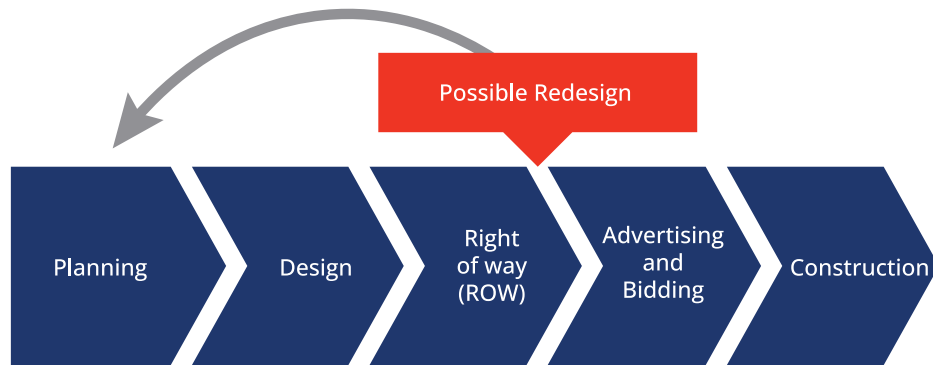 Possible Redesign
Planning
Design
Right
of way
(ROW)
Advertising
and
Bidding
Construction